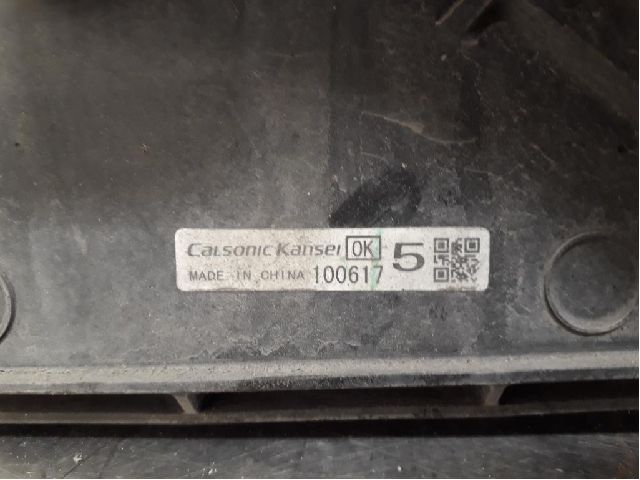 CALSONIC KANSEI OK 5
MADE IN CHINA 100617